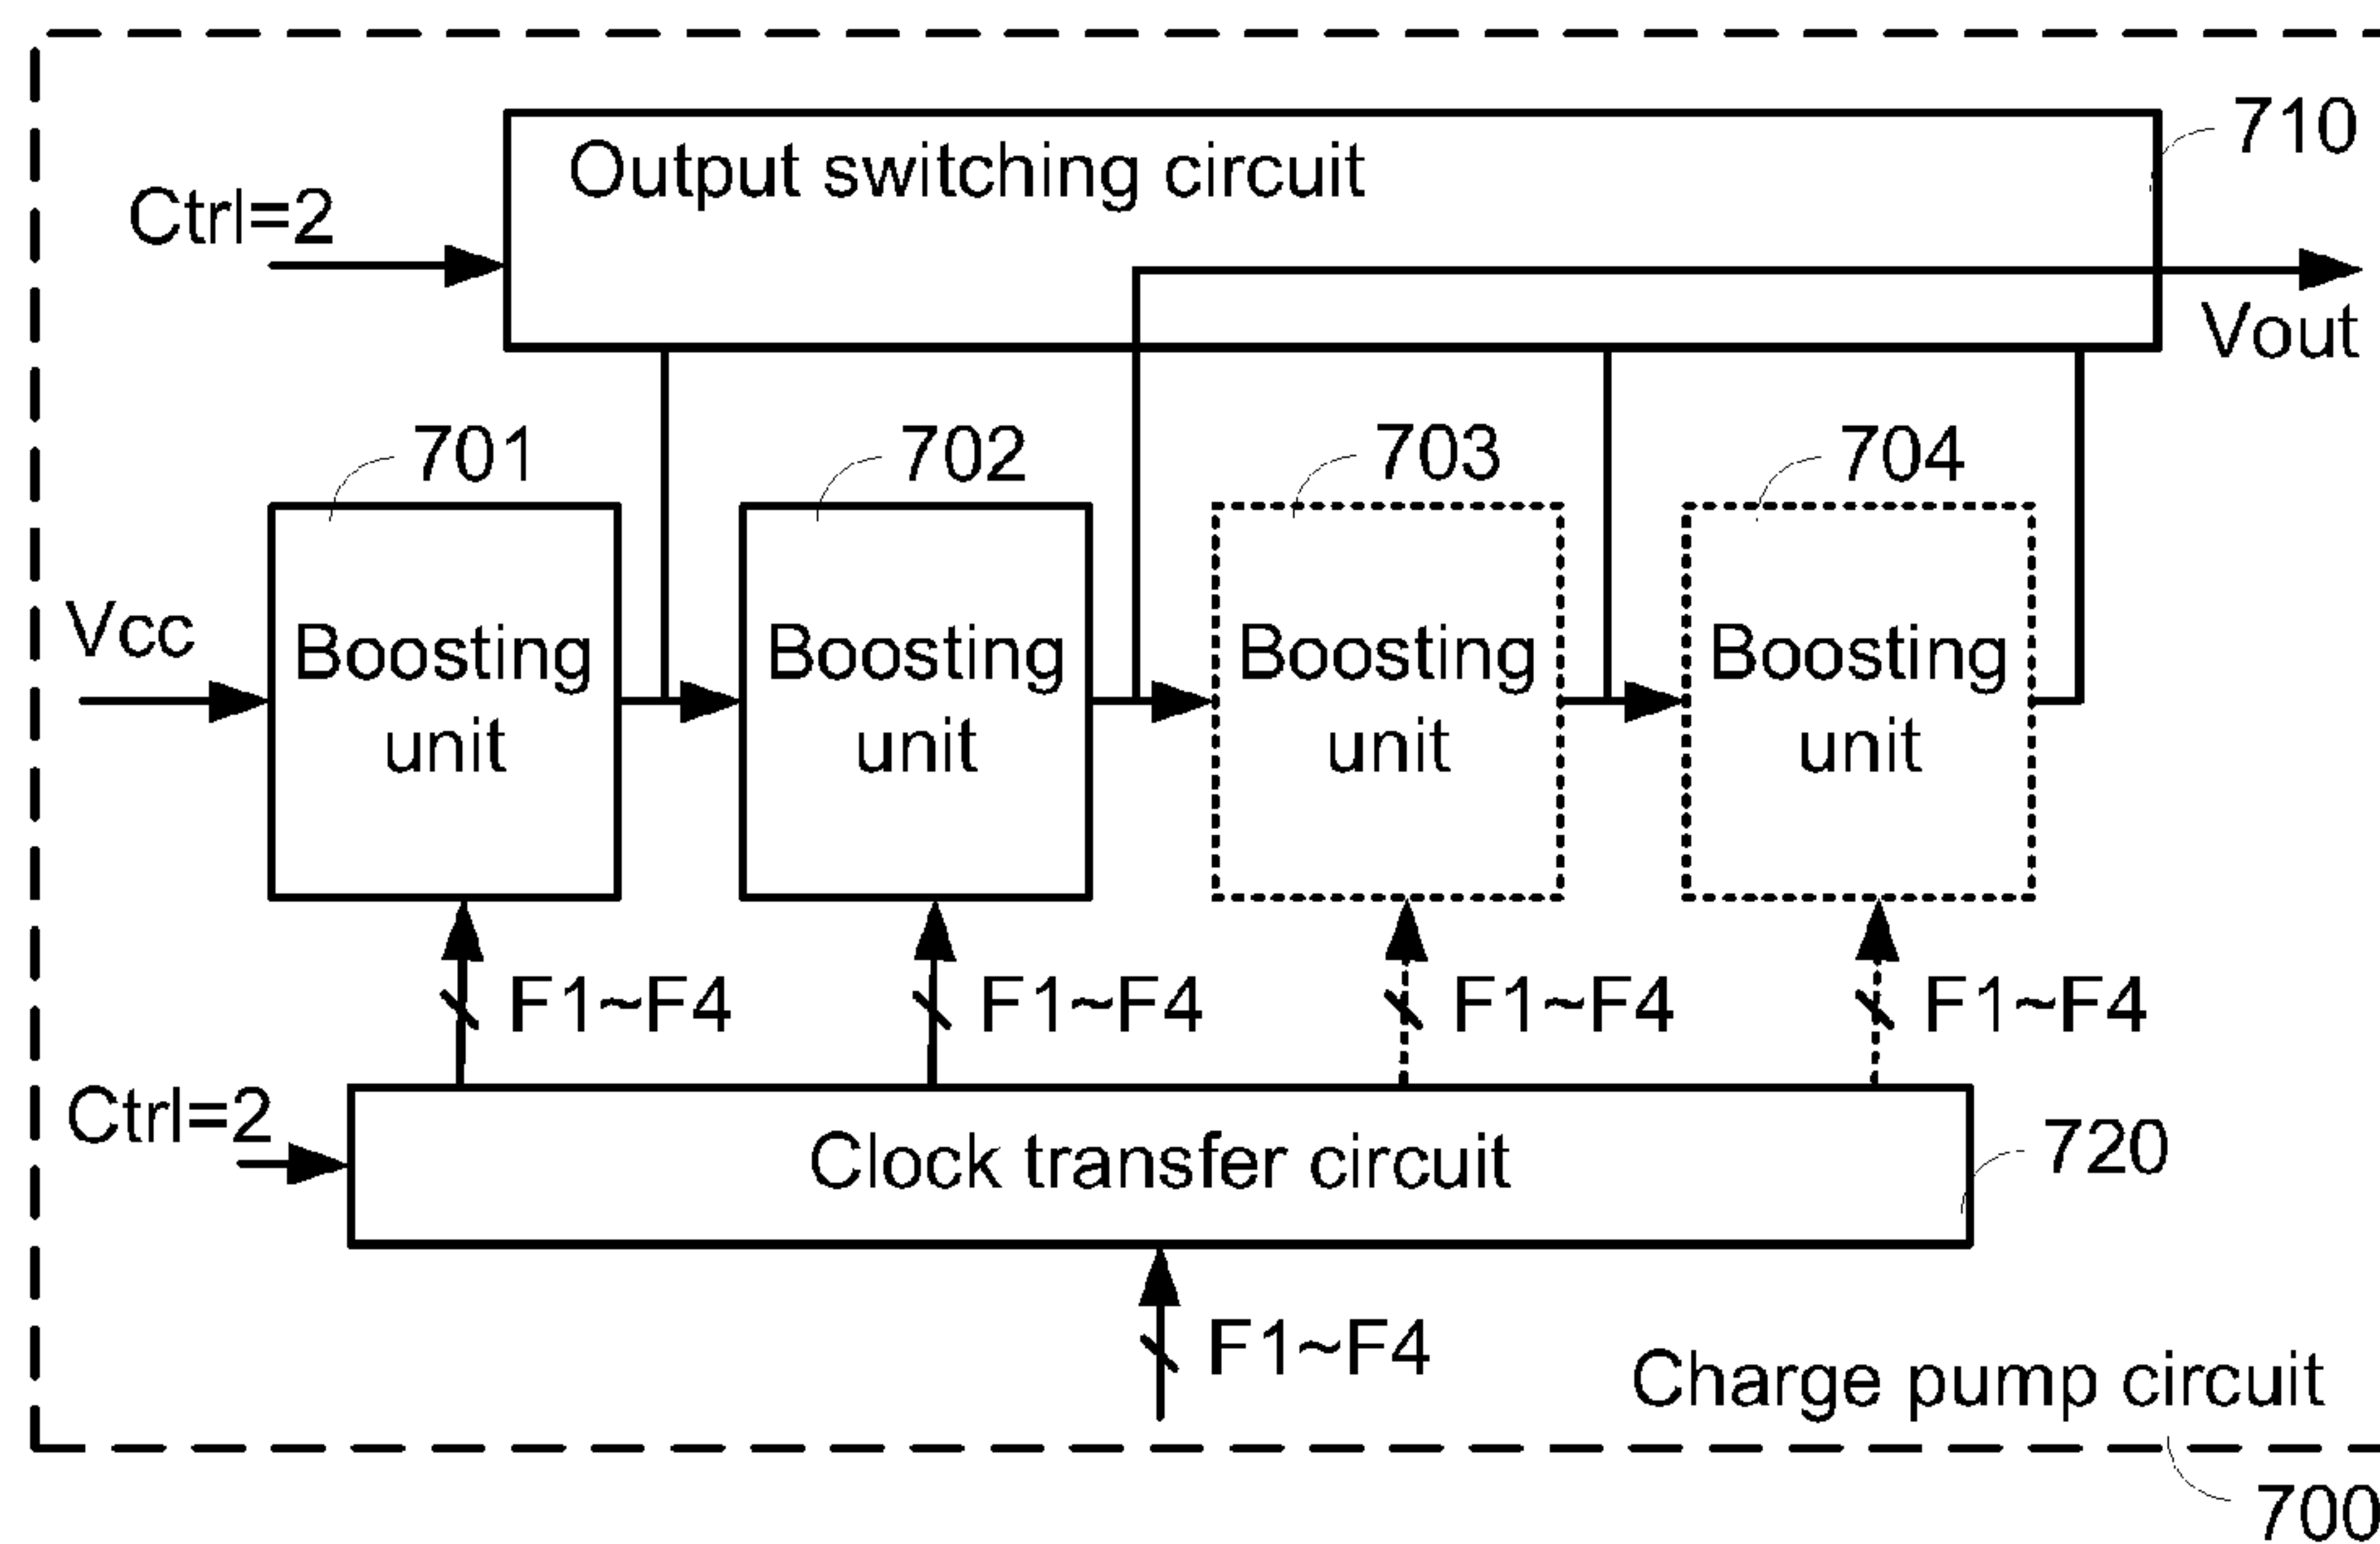 710
Output switching circuit
Ctrl=2
Vout
701
702
703
704
Vcc
Boosting
unit
Boosting
unit
Boosting
unit
Boosting
unit
F1~F4
F1~F4
F1~F4
F1~F4
Ctrl=2
Clock transfer circuit
720
F1~F4
Charge pump circuit
700